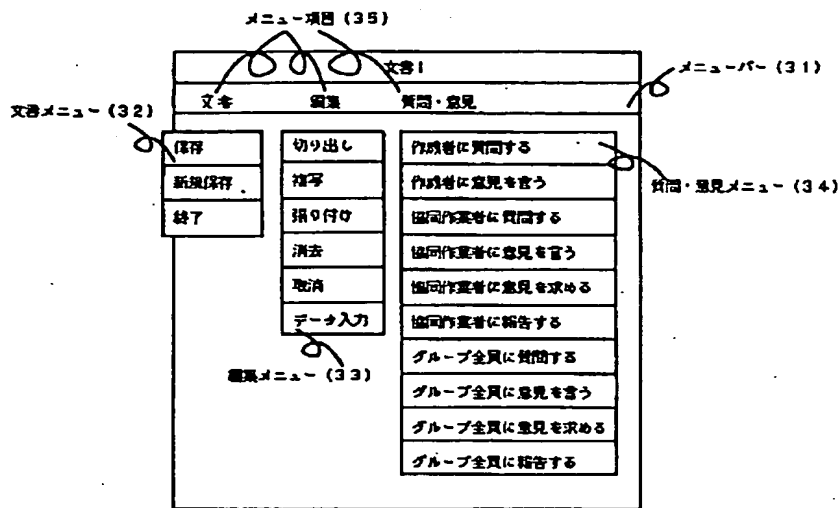 メニュー項目 (35)
文書1
メニューバー (31)
文書
編集
質問・意見
文書メニュー (32)
保存
新規保存
終了
切り出し
複写
張り付け
消去
取消
データ入力
編集メニュー (33)
作成者に質問する
作成者に意見を言う
協同作業者に質問する
協同作業者に意見を言う
協同作業者に意見を求める
協同作業者に報告する
グループ全員に質問する
グループ全員に意見を言う
グループ全員に意見を求める
グループ全員に報告する
質問・意見メニュー (34)